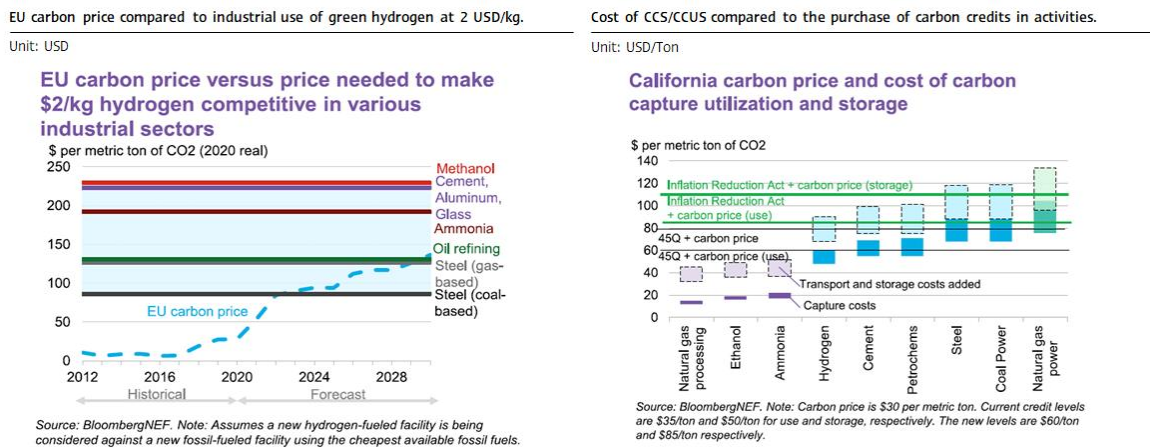 EU carbon price compared to industrial use of green hydrogen at 2 USD/kg.
Unit: USD
EU carbon price versus price needed to make
$2/kg hydrogen competitive in various
industrial sectors
$ per metric ton of CO2 (2020 real)
250
200
150
100
50
0
Methanol
Cement,
Aluminum,
Glass
Ammonia
Oil refining
Steel (gas-
based)
Steel (coal-
based)
EU carbon price
2012
2016
2020
2024
2028
Historical
Forecast
Source: BloombergNEF. Note: Assumes a new hydrogen-fueled facility is being
considered against a new fossil-fueled facility using the cheapest available fossil fuels.
Cost of CCS/CCUS compared to the purchase of carbon credits in activities.
Unit: USD/Ton
California carbon price and cost of carbon
capture utilization and storage
$ per metric ton of CO2
140
120
100
80
60
40
20
0
Inflation Reduction Act + carbon price (storage)
Inflation Reduction Act
+ carbon price (use)
45Q + carbon price
45Q + carbon price (use)
Transport and storage costs added
Capture costs
Natural gas
processing
Ethanol
Ammonia
Hydrogen
Cement
Petrochems
Steel
Coal Power
Natural gas
power
Source: BloombergNEF. Note: Carbon price is $30 per metric ton. Current credit levels
are $35/ton and $50/ton for use and storage, respectively. The new levels are $60/ton
and $85/ton respectively.